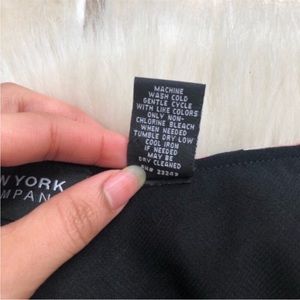 MACHINE
WASH COLD
GENTLE CYCLE
WITH LIKE COLORS
ONLY NON-
CHLORINE BLEACH
WHEN NEEDED
TUMBLE DRY LOW
COOL IRON
IF NEEDED
MAY BE
DRY CLEANED
W YORK
MPAN